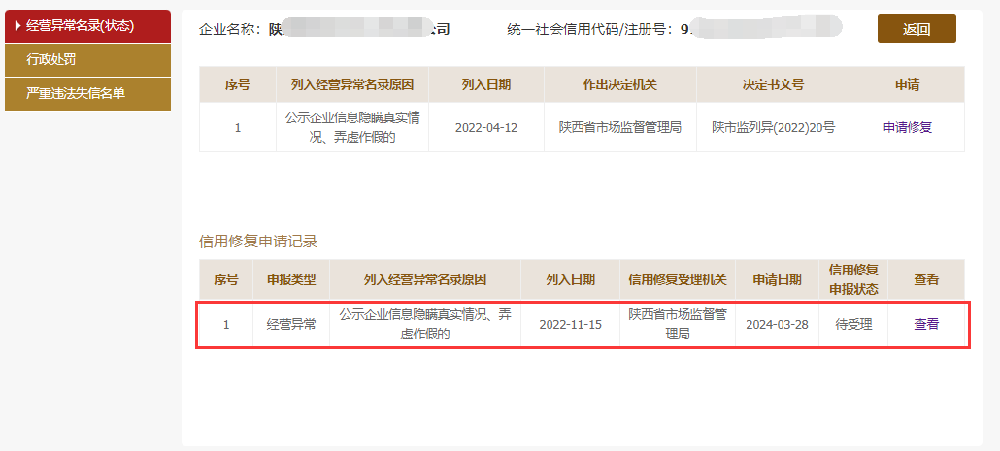 经营异常名录(状态)
行政处罚
严重违法失信名单
企业名称：陕 公司 统一社会信用代码/注册号：9 返回
序号 列入经营异常名录原因 列入日期 作出决定机关 决定书文号 申请
1 公示企业信息隐瞒真实情 2022-04-12 陕西省市场监督管理局 陕市监列异(2022)20号 申请修复
况、弄虚作假的
信用修复申请记录
序号 申报类型 列入经营异常名录原因 列入日期 信用修复受理机关 申请日期 信用修复 查看
申报状态
1 经营异常 公示企业信息隐瞒真实情况、弄 2022-11-15 陕西省市场监督管 2024-03-28 待受理 查看
虚作假的 理局